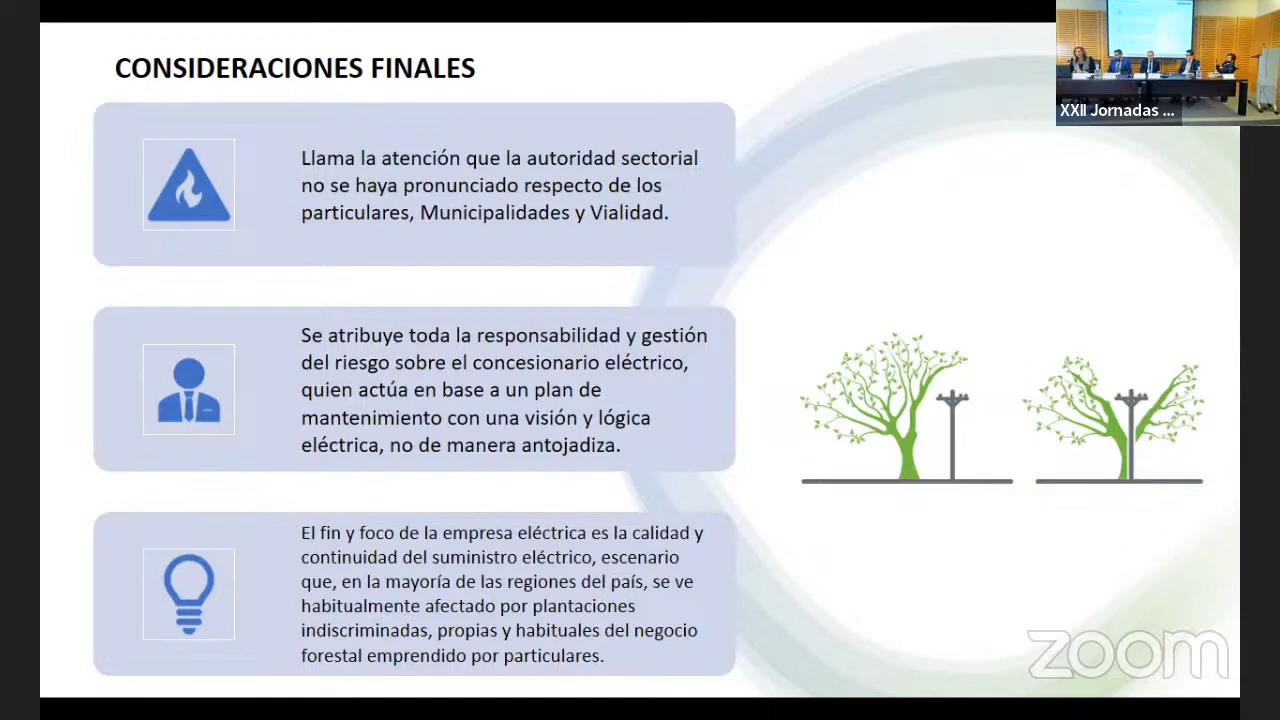 CONSIDERACIONES FINALES
XXII Jornadas ...
Llama la atención que la autoridad sectorial
no se haya pronunciado respecto de los
particulares, Municipalidades y Vialidad.
Se atribuye toda la responsabilidad y gestión
del riesgo sobre el concesionario eléctrico,
quien actúa en base a un plan de
mantenimiento con una visión y lógica
eléctrica, no de manera antojadiza.
El fin y foco de la empresa eléctrica es la calidad y
continuidad del suministro eléctrico, escenario
que, en la mayoría de las regiones del país, se ve
habitualmente afectado por plantaciones
indiscriminadas, propias y habituales del negocio
forestal emprendido por particulares.
zoom